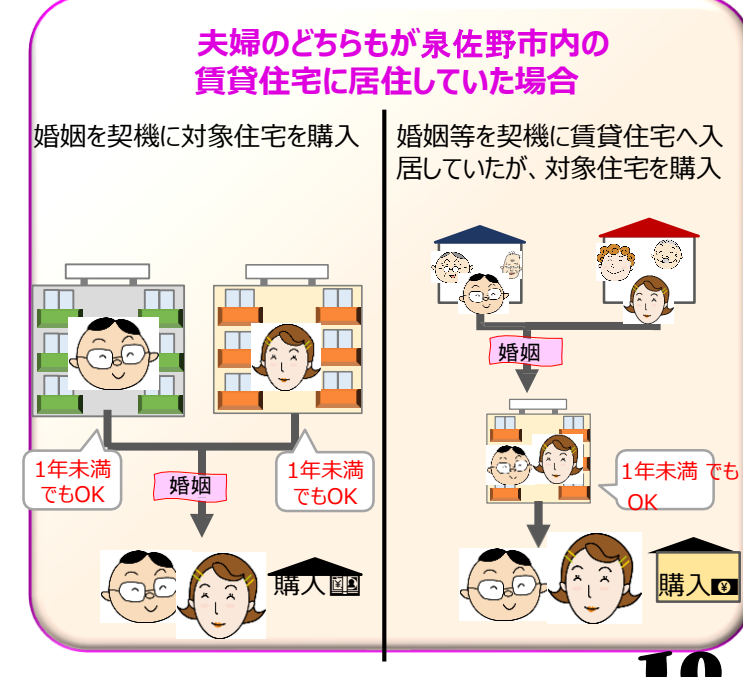 夫婦のどちらもが泉佐野市内の
賃貸住宅に居住していた場合
婚姻を契機に対象住宅を購入
婚姻等を契機に賃貸住宅へ入
居していたが、対象住宅を購入
1年未満
でもOK
婚姻
1年未満
でもOK
購入
婚姻
1年未満 でも
OK
購入